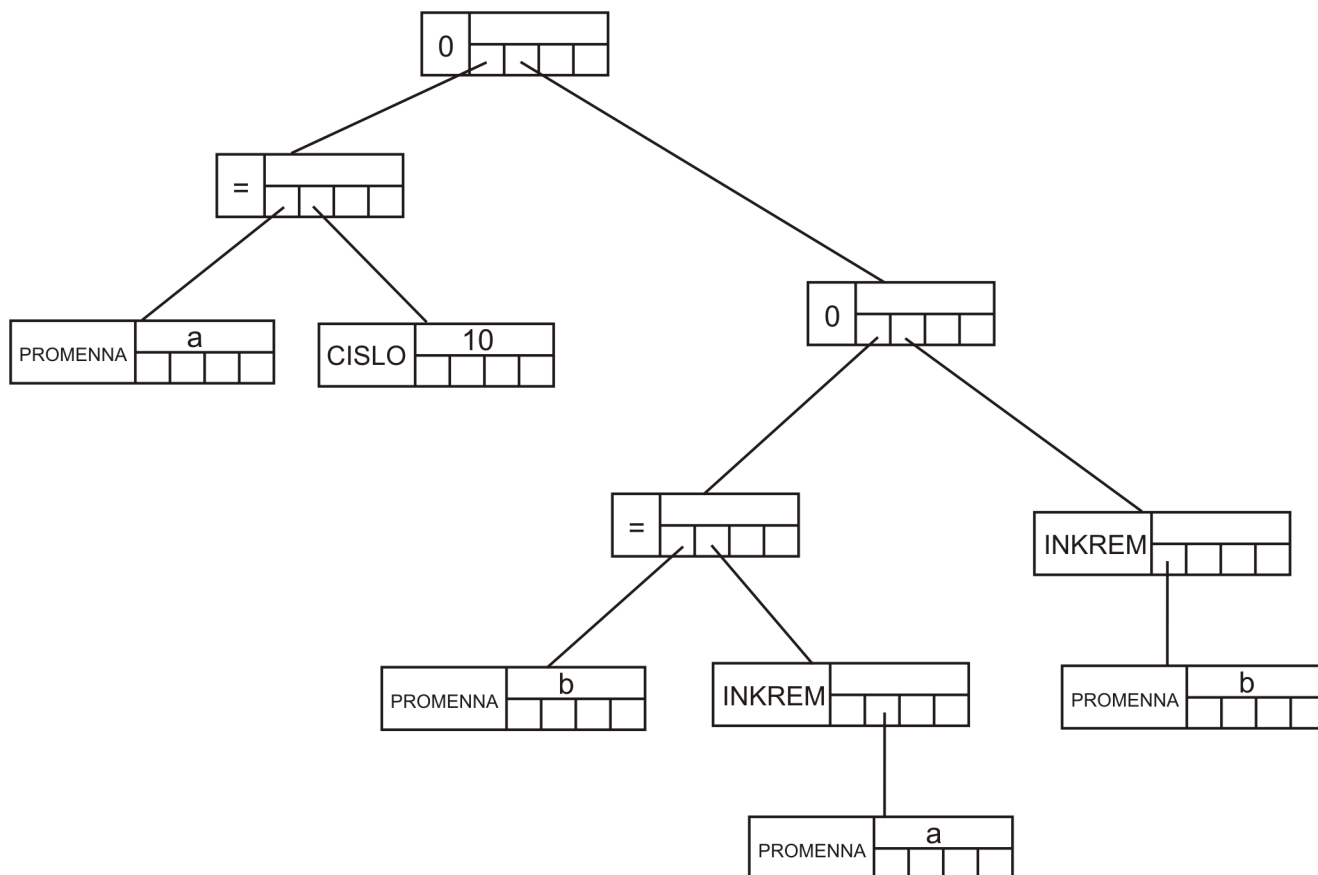 0
=
PROMENNA a
CISLO 10
0
=
INKREM
PROMENNA b
INKREM
PROMENNA b
PROMENNA a